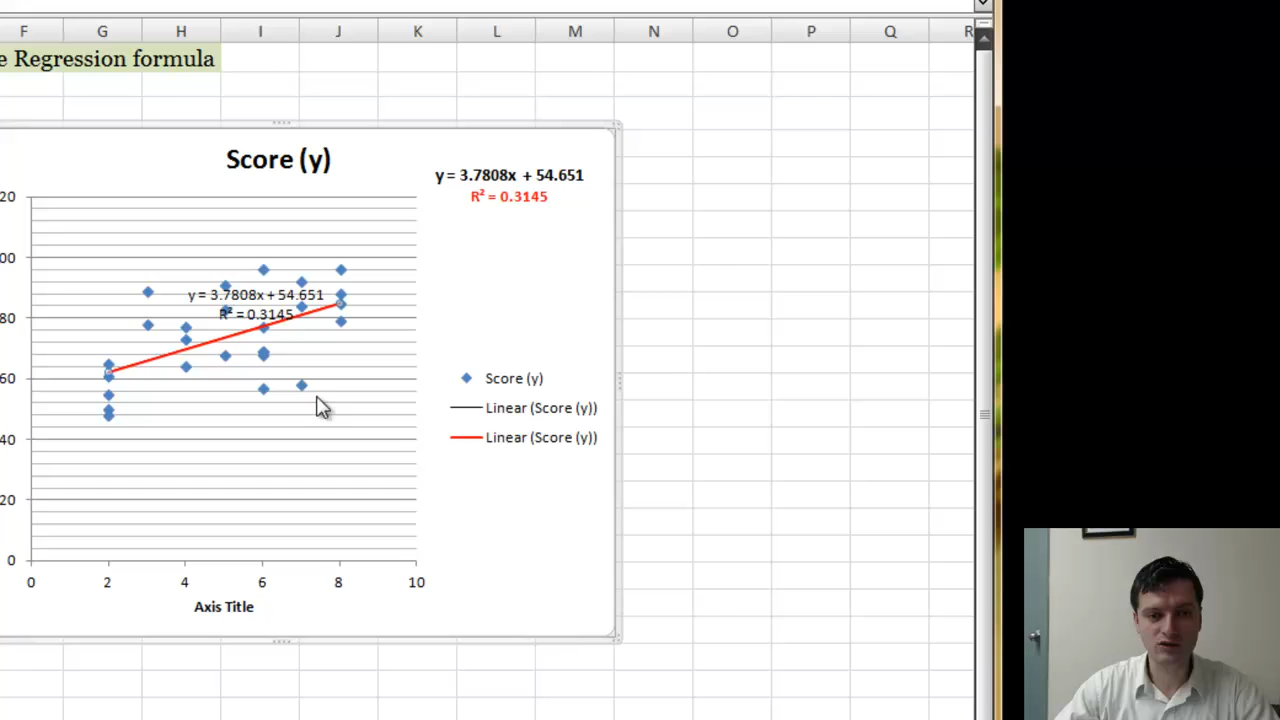 F G H I J K L M N O P Q R
e Regression formula
Score (y)
y = 3.7808x + 54.651
R² = 0.3145
20
00
80
60
40
20
0
y = 3.7808x + 54.651
R² = 0.3145
Score (y)
Linear (Score (y))
Linear (Score (y))
0 2 4 6 8 10
Axis Title